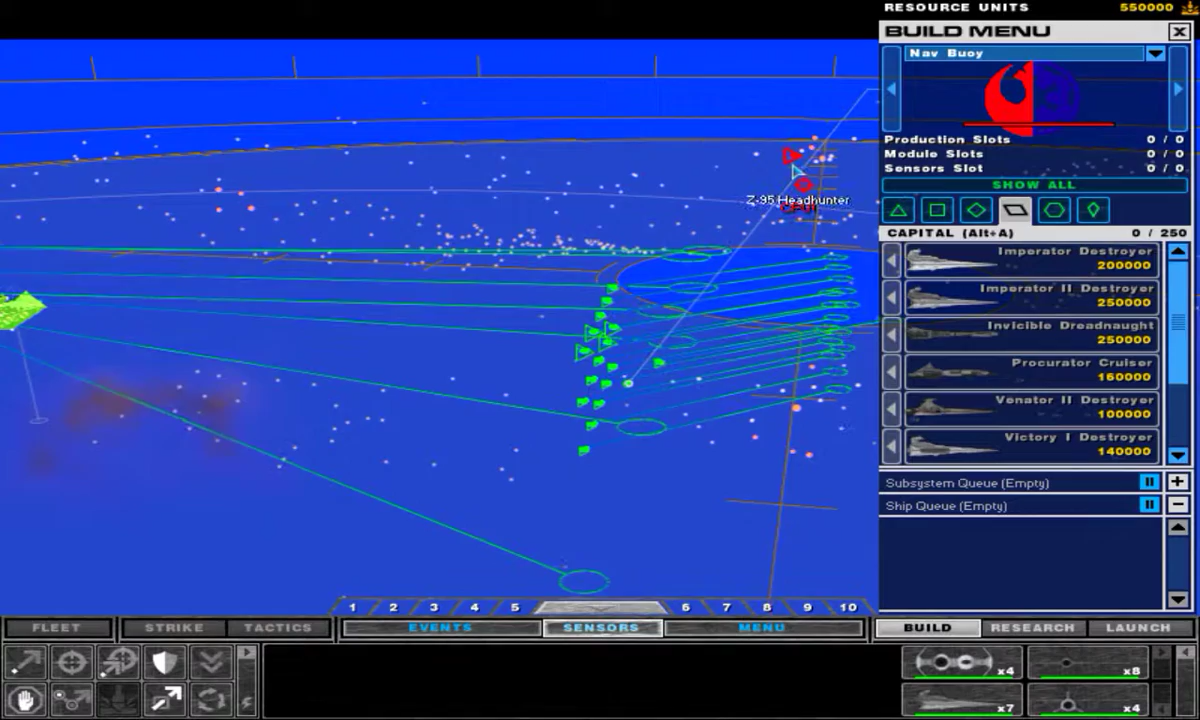 RESOURCE UNITS 550000
BUILD MENU X
Nav Buoy
Production Slots 0 / 0
Module Slots 0 / 0
Sensors Slot 0 / 0
SHOW ALL
CAPITAL (Alt+A) 0 / 250
Imperator Destroyer
200000
Imperator II Destroyer
250000
Invicible Dreadnaught
250000
Procurator Cruiser
160000
Venator II Destroyer
100000
Victory I Destroyer
140000
Subsystem Queue (Empty)
Ship Queue (Empty)
Z-95 Headhunter
CPU1
1 2 3 4 5 6 7 8 9 10
FLEET STRIKE TACTICS EVENTS SENSORS MENU BUILD RESEARCH LAUNCH
x4 x8
x7 x4